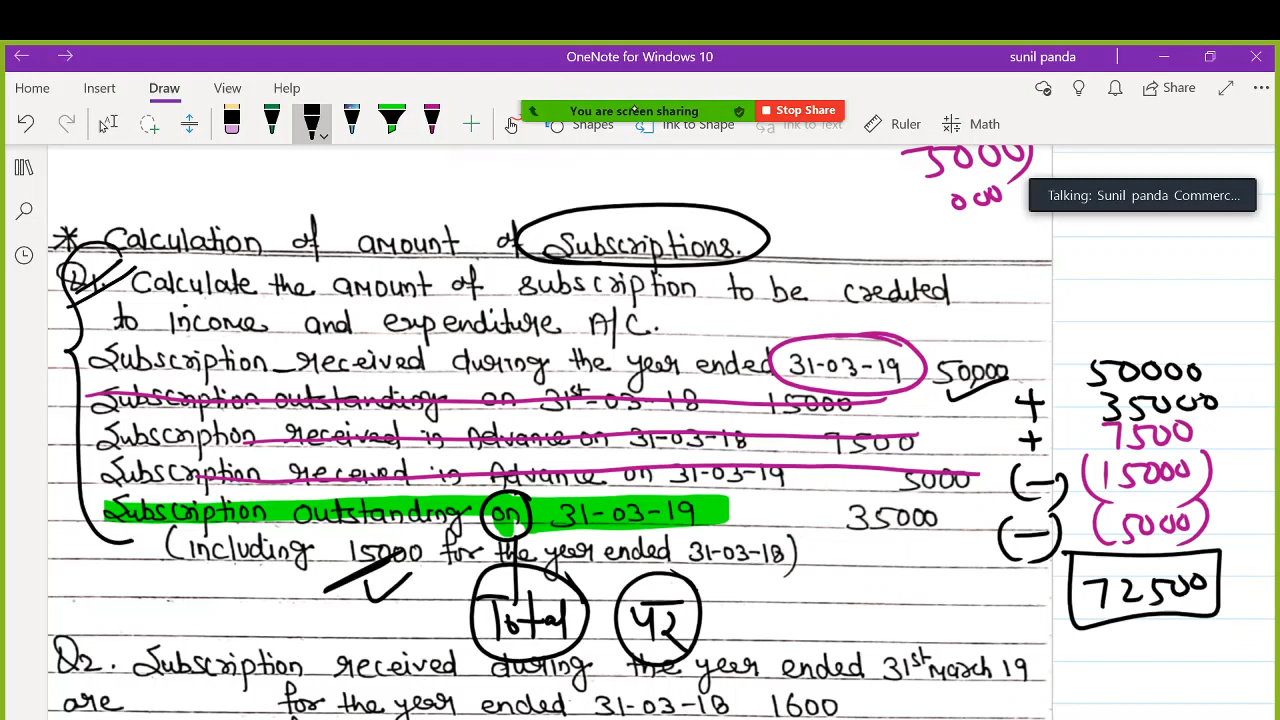 OneNote for Windows 10
sunil panda
Home Insert Draw View Help
Share
You are screen sharing Stop Share
Shapes Ink to Shape Ink to Text Ruler Math
5000)
000
Talking: Sunil panda Commerc...
* Calculation of amount of Subscriptions.
Q1. Calculate the amount of subscription to be credited
to income and expenditure A/C.
Subscription received during the year ended 31-03-19 50,000
Subscription outstanding on 31st-03-18 15000
Subscription received in Advance on 31-03-18 7500
Subscription received in Advance on 31-03-19 5000
Subscription outstanding on 31-03-19 35000
(including 15000 for the year ended 31-03-18)
Total
50000
+ 35000
+ 7500
(-) (15000)
(-) (5000)
72500
Q2. Subscription received during the year ended 31st March 19
are for the year ended 31-03-18 1600